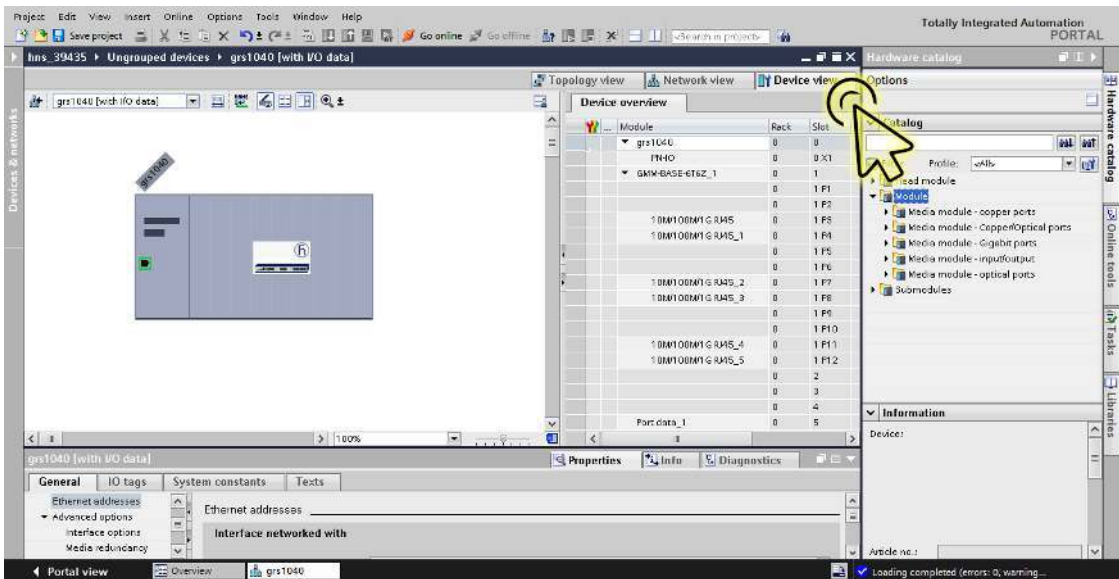 Project Edit View Insert Online Options Tools Window Help
Totally Integrated Automation
PORTAL
Save project
Go online
Go offline
<Search in project>
hns_39435 ▸ Ungrouped devices ▸ grs1040 [with I/O data]
Hardware catalog
Topology view
Network view
Device view
Options
grs1040 [with I/O data]
Device overview
Module Rack Slot
grs1040 0 0
PN-IO 0 0 X1
GMM-BASE-6T6Z_1 0 1
0 1 P1
0 1 P2
10M/100M/1G RJ45 0 1 P3
10M/100M/1G RJ45_1 0 1 P4
0 1 P5
0 1 P6
10M/100M/1G RJ45_2 0 1 P7
10M/100M/1G RJ45_3 0 1 P8
0 1 P9
0 1 P10
10M/100M/1G RJ45_4 0 1 P11
10M/100M/1G RJ45_5 0 1 P12
0 2
0 3
0 4
Port data_1 0 5
grs1040
Catalog
Profile: <All>
Head module
Module
Media module - copper ports
Media module - Copper/Optical ports
Media module - Gigabit ports
Media module - input/output
Media module - optical ports
Submodules
Information
Device:
Article no.:
100%
grs1040 [with I/O data]
Properties
Info
Diagnostics
General IO tags System constants Texts
Ethernet addresses
Advanced options
Interface options
Media redundancy
Ethernet addresses
Interface networked with
Devices & networks
Hardware catalog
Online tools
Tasks
Libraries
Portal view
Overview
grs1040
Loading completed (errors: 0, warning...